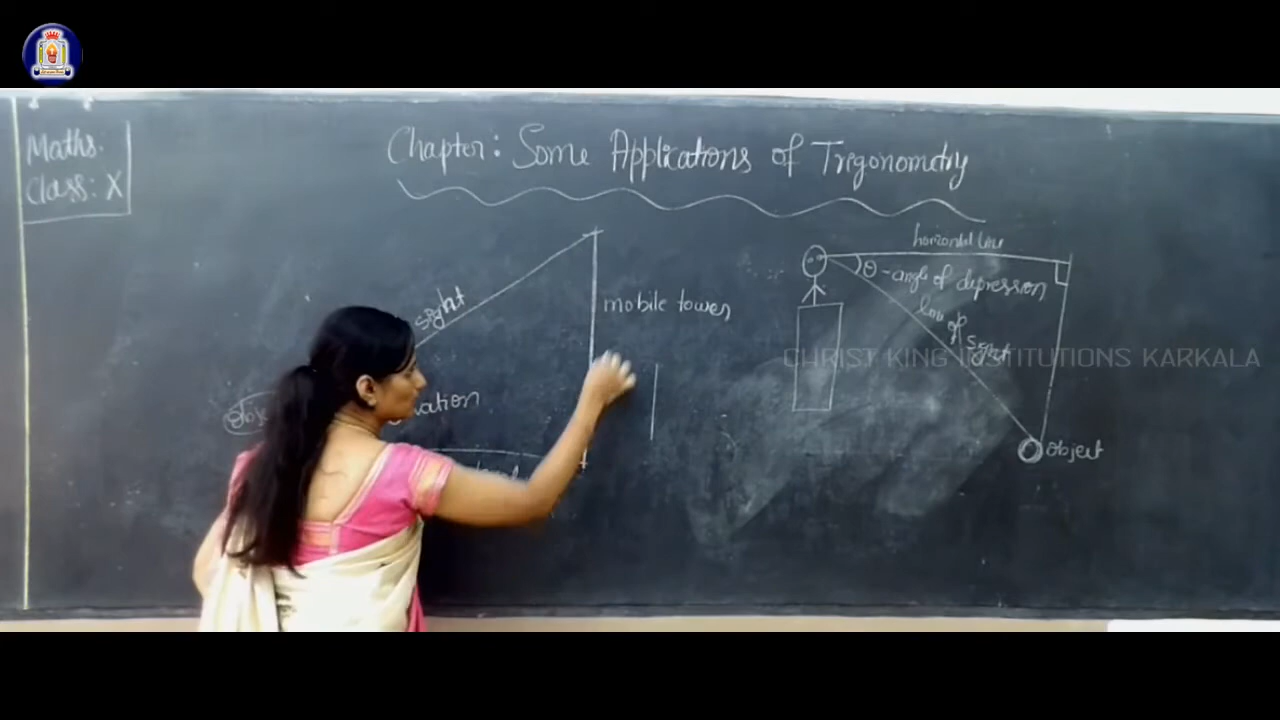 Maths.
Class: X
Chapter: Some Applications of Trigonometry
sight
mobile tower
horizontal line
θ - angle of depression
line of sight
CHRIST KING INSTITUTIONS KARKALA
object